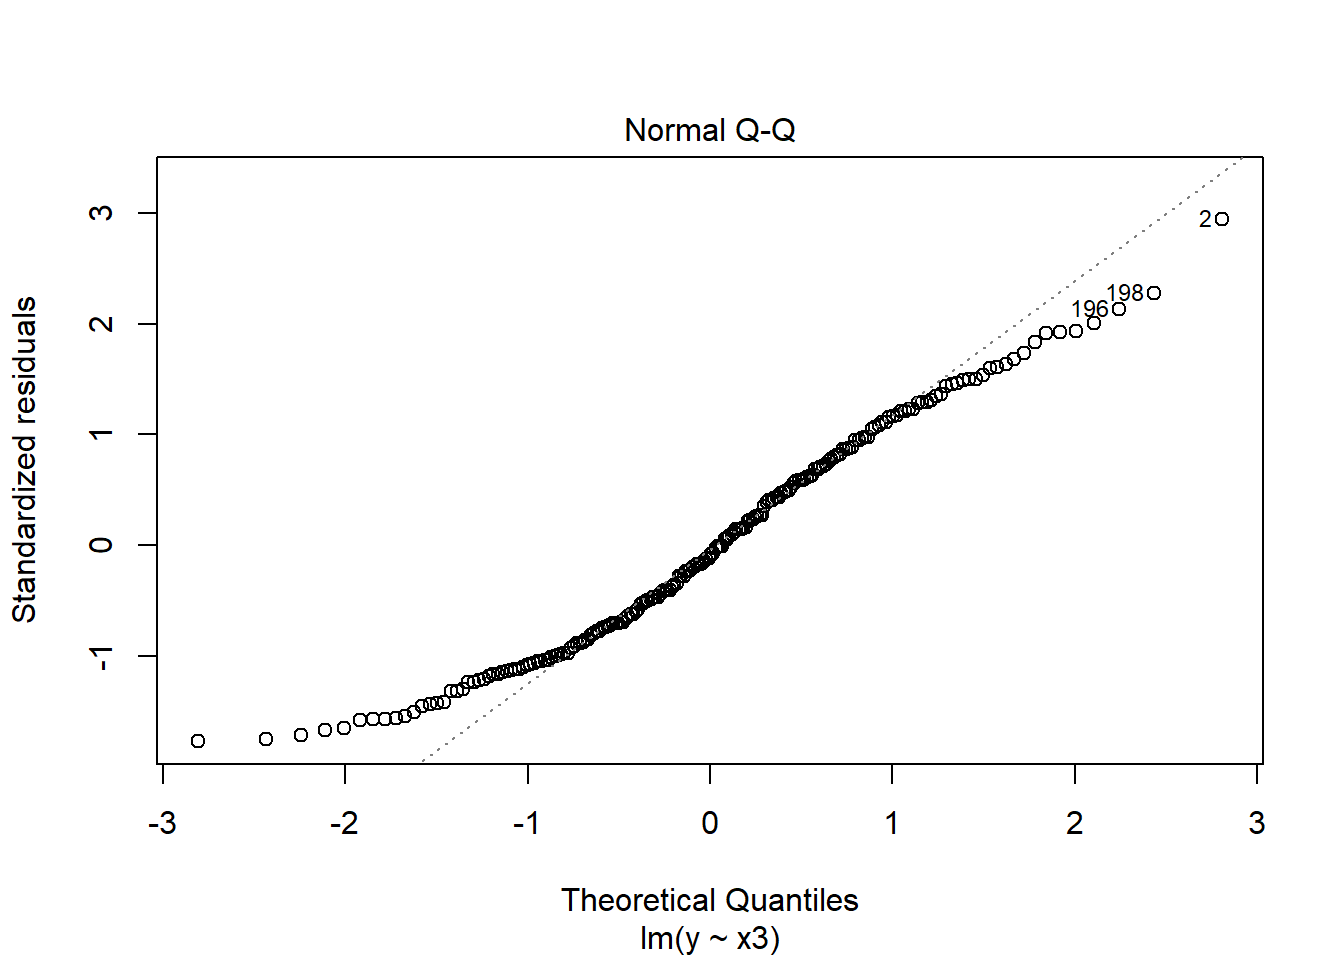 Normal Q-Q
3
2
1
0
-1
Standardized residuals
2
198
196
-3 -2 -1 0 1 2 3
Theoretical Quantiles
lm(y ~ x3)